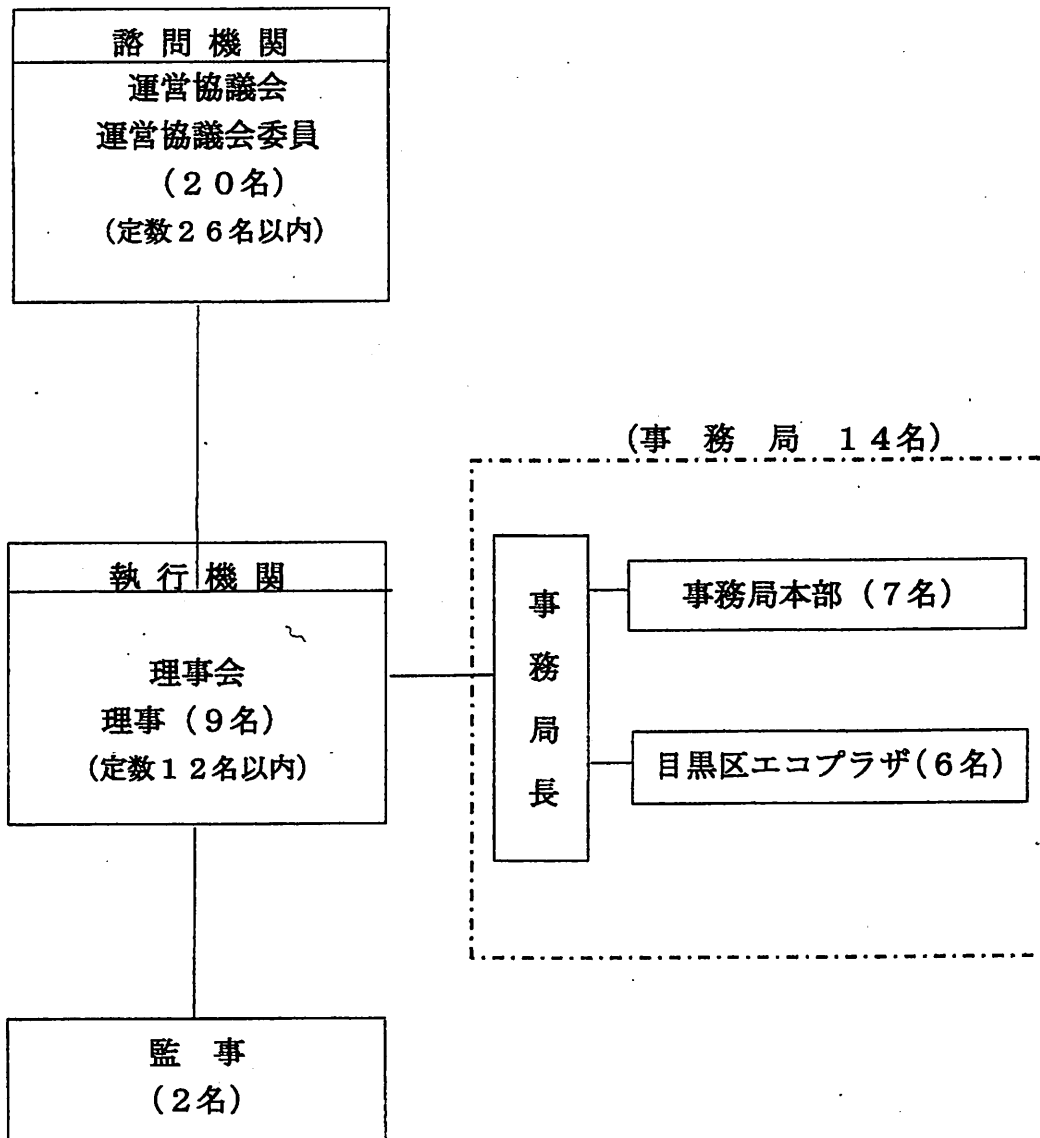 諮問機関
運営協議会
運営協議会委員
(20名)
(定数26名以内)
(事務局 14名)
執行機関
理事会
理事(9名)
(定数12名以内)
事務局長
事務局本部(7名)
目黒区エコプラザ(6名)
監事
(2名)